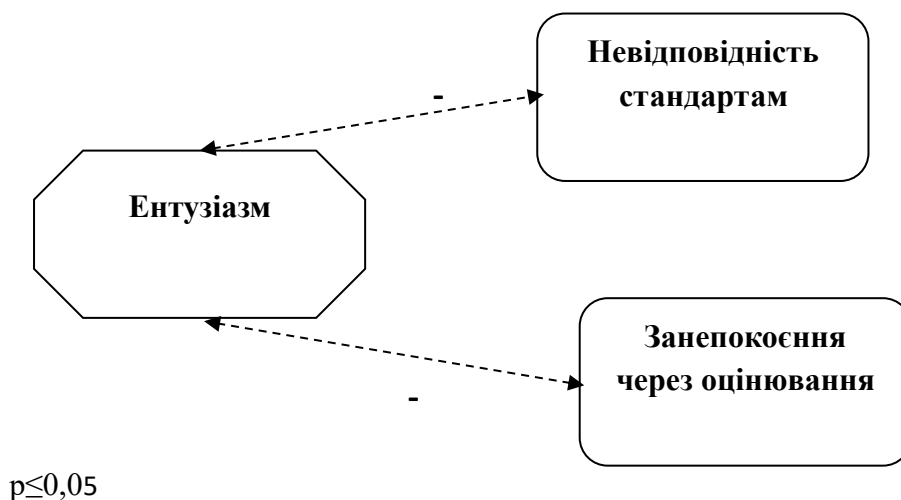 Невідповідність
стандартам
-
Ентузіазм
Занепокоєння
через оцінювання
-
p≤0,05